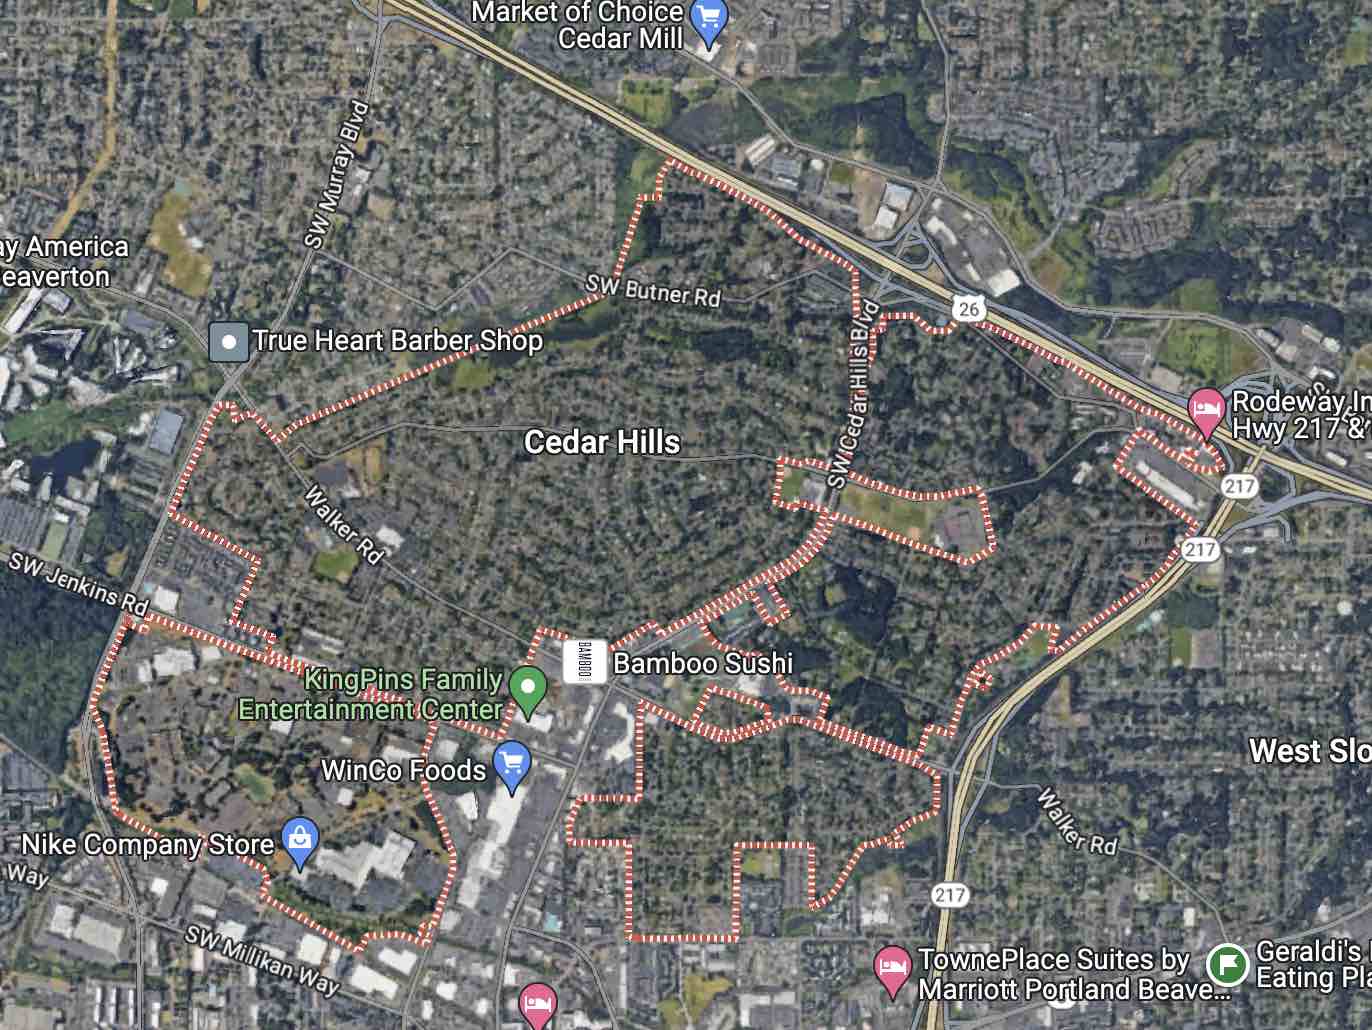 Market of Choice
Cedar Mill
SW Murray Blvd
ay America
eaverton
SW Butner Rd
26
True Heart Barber Shop
SW Cedar Hills Blvd
Rodeway In
Hwy 217 &
Cedar Hills
217
Walker Rd
217
SW Jenkins Rd
BAMBOO
Bamboo Sushi
KingPins Family
Entertainment Center
West Slo
WinCo Foods
Walker Rd
Nike Company Store
Way
217
SW Millikan Way
TownePlace Suites by
Marriott Portland Beave...
Geraldi's
Eating Pla